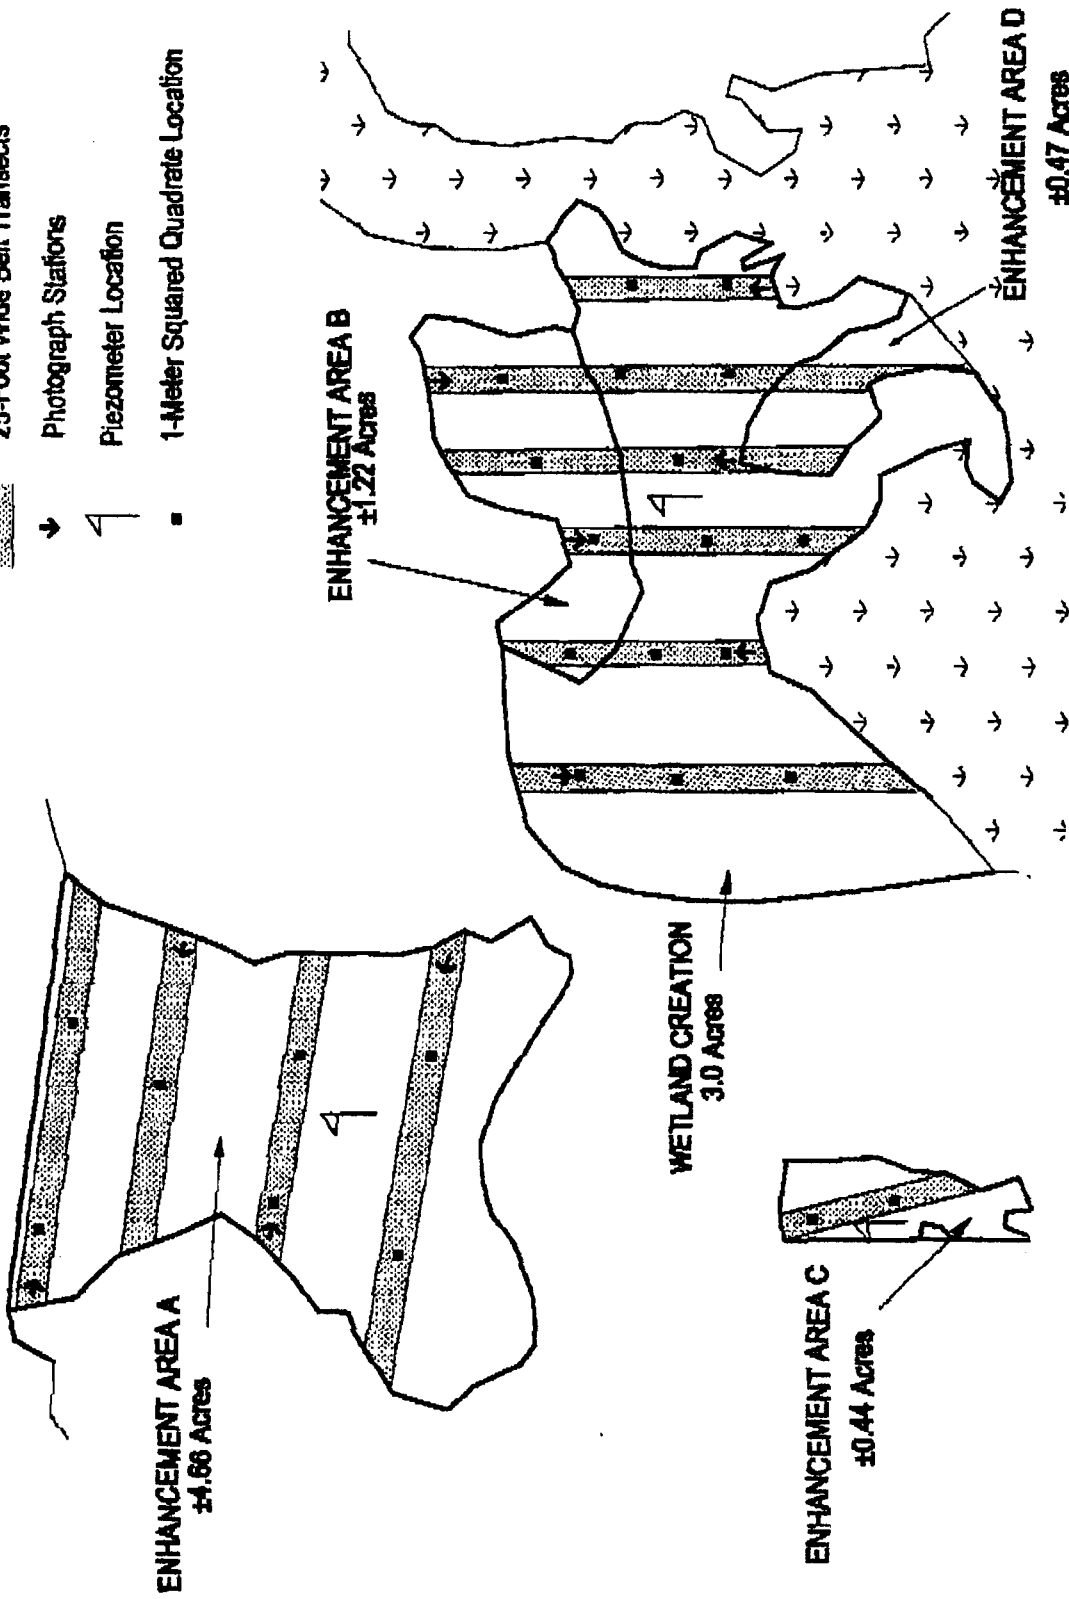 25-Foot Wide Belt Transects
Photograph Stations
Piezometer Location
1-Meter Squared Quadrate Location
ENHANCEMENT AREA A
±4.66 Acres
ENHANCEMENT AREA B
±1.22 Acres
WETLAND CREATION
3.0 Acres
ENHANCEMENT AREA C
±0.44 Acres
ENHANCEMENT AREA D
±0.47 Acres